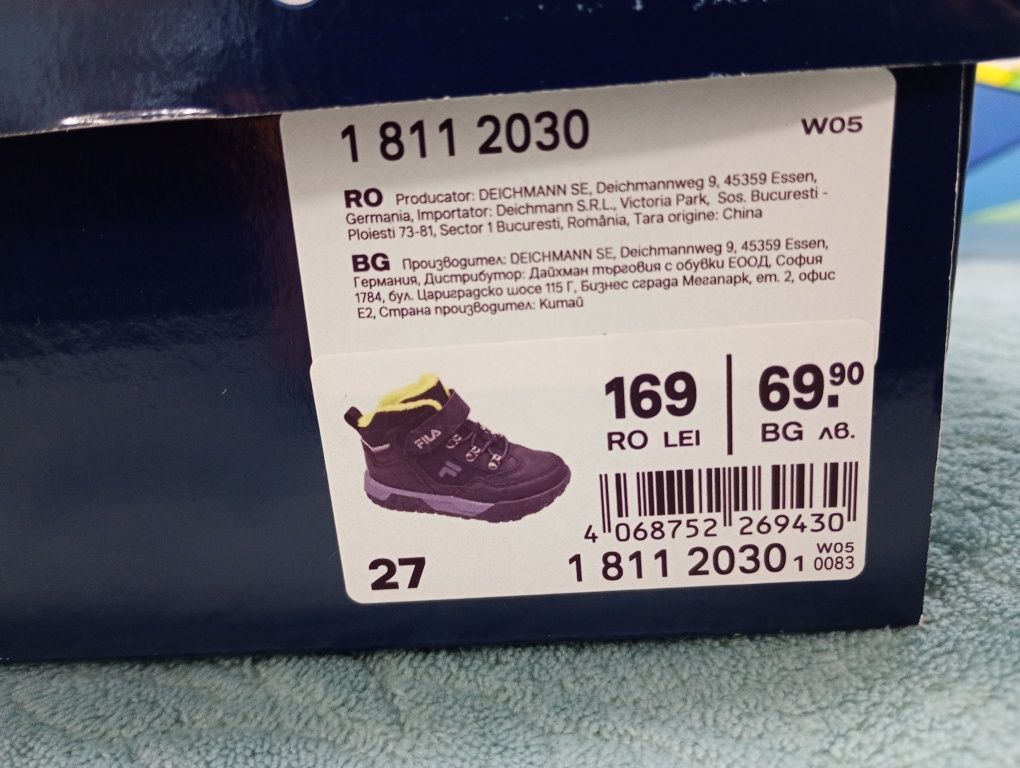 1 811 2030
W05
RO Producator: DEICHMANN SE, Deichmannweg 9, 45359 Essen,
Germania, Importator: Deichmann S.R.L., Victoria Park, Sos. Bucuresti -
Ploiesti 73-81, Sector 1 Bucuresti, România, Tara origine: China
BG Производител: DEICHMANN SE, Deichmannweg 9, 45359 Essen,
Германия, Дистрибутор: Дайхман търговия с обувки ЕООД, София
1784, бул. Цариградско шосе 115 Г, Бизнес сграда Мегапарк, ет. 2, офис
Е2, Страна производител: Китай
169
RO LEI
69.90
BG лв.
FILA
4 068752 269430
27
1 811 2030 1
W05
0083